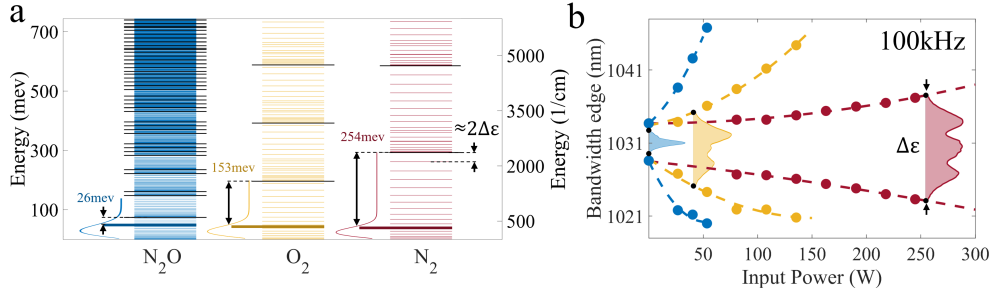 a
Energy (mev)
700
500
300
100
26mev
153mev
254mev
≈2Δε
5000
3500
2000
500
Energy (1/cm)
N2O
O2
N2
b
100kHz
Bandwidth edge (nm)
1041
1031
1021
Δε
50
100
150
200
250
300
Input Power (W)